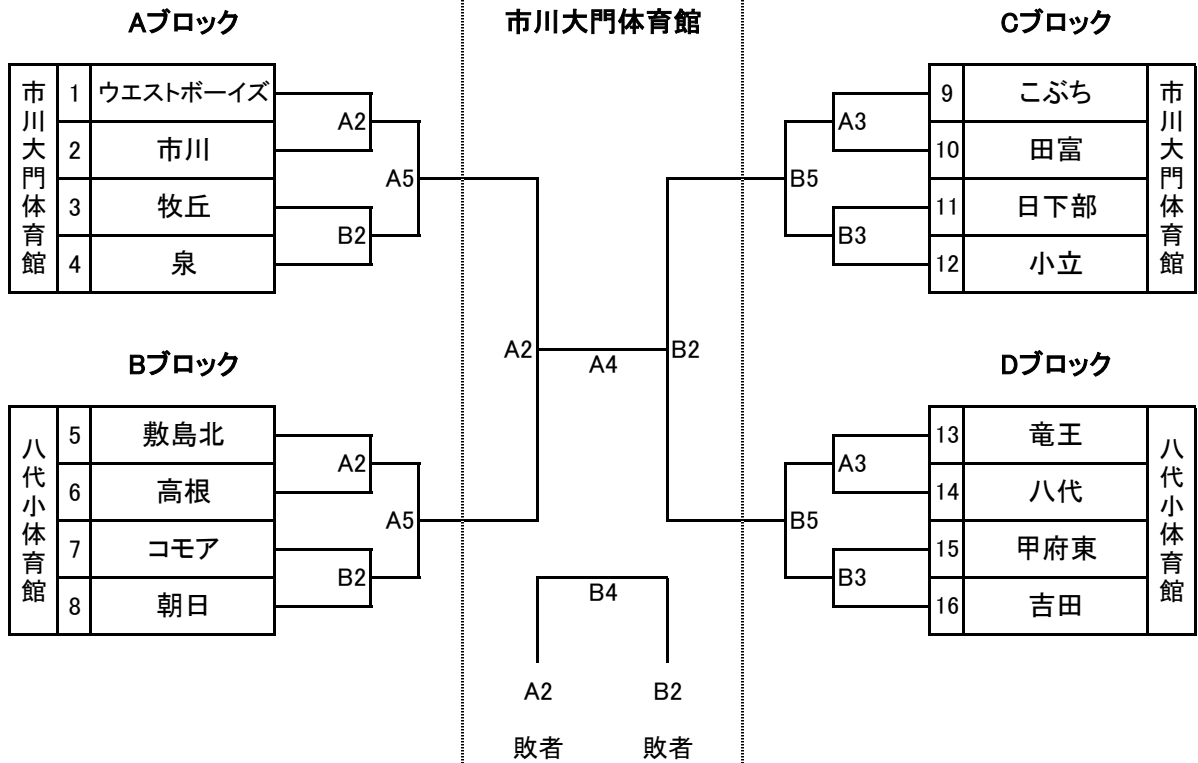 Aブロック
市川大門体育館
1 ウエストボーイズ
2 市川
3 牧丘
4 泉
A2
B2
A5
Bブロック
八代小体育館
5 敷島北
6 高根
7 コモア
8 朝日
A2
B2
A5
市川大門体育館
A2
A4
B2
B4
A2
B2
敗者
敗者
Cブロック
市川大門体育館
9 こぶち
10 田富
11 日下部
12 小立
A3
B3
B5
Dブロック
八代小体育館
13 竜王
14 八代
15 甲府東
16 吉田
A3
B3
B5